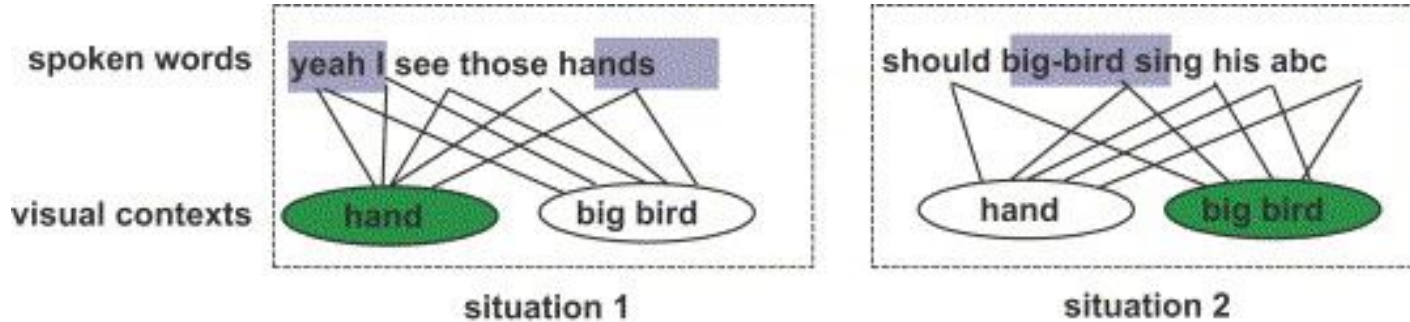 spoken words
yeah I see those hands
should big-bird sing his abc
visual contexts
hand
big bird
hand
big bird
situation 1
situation 2